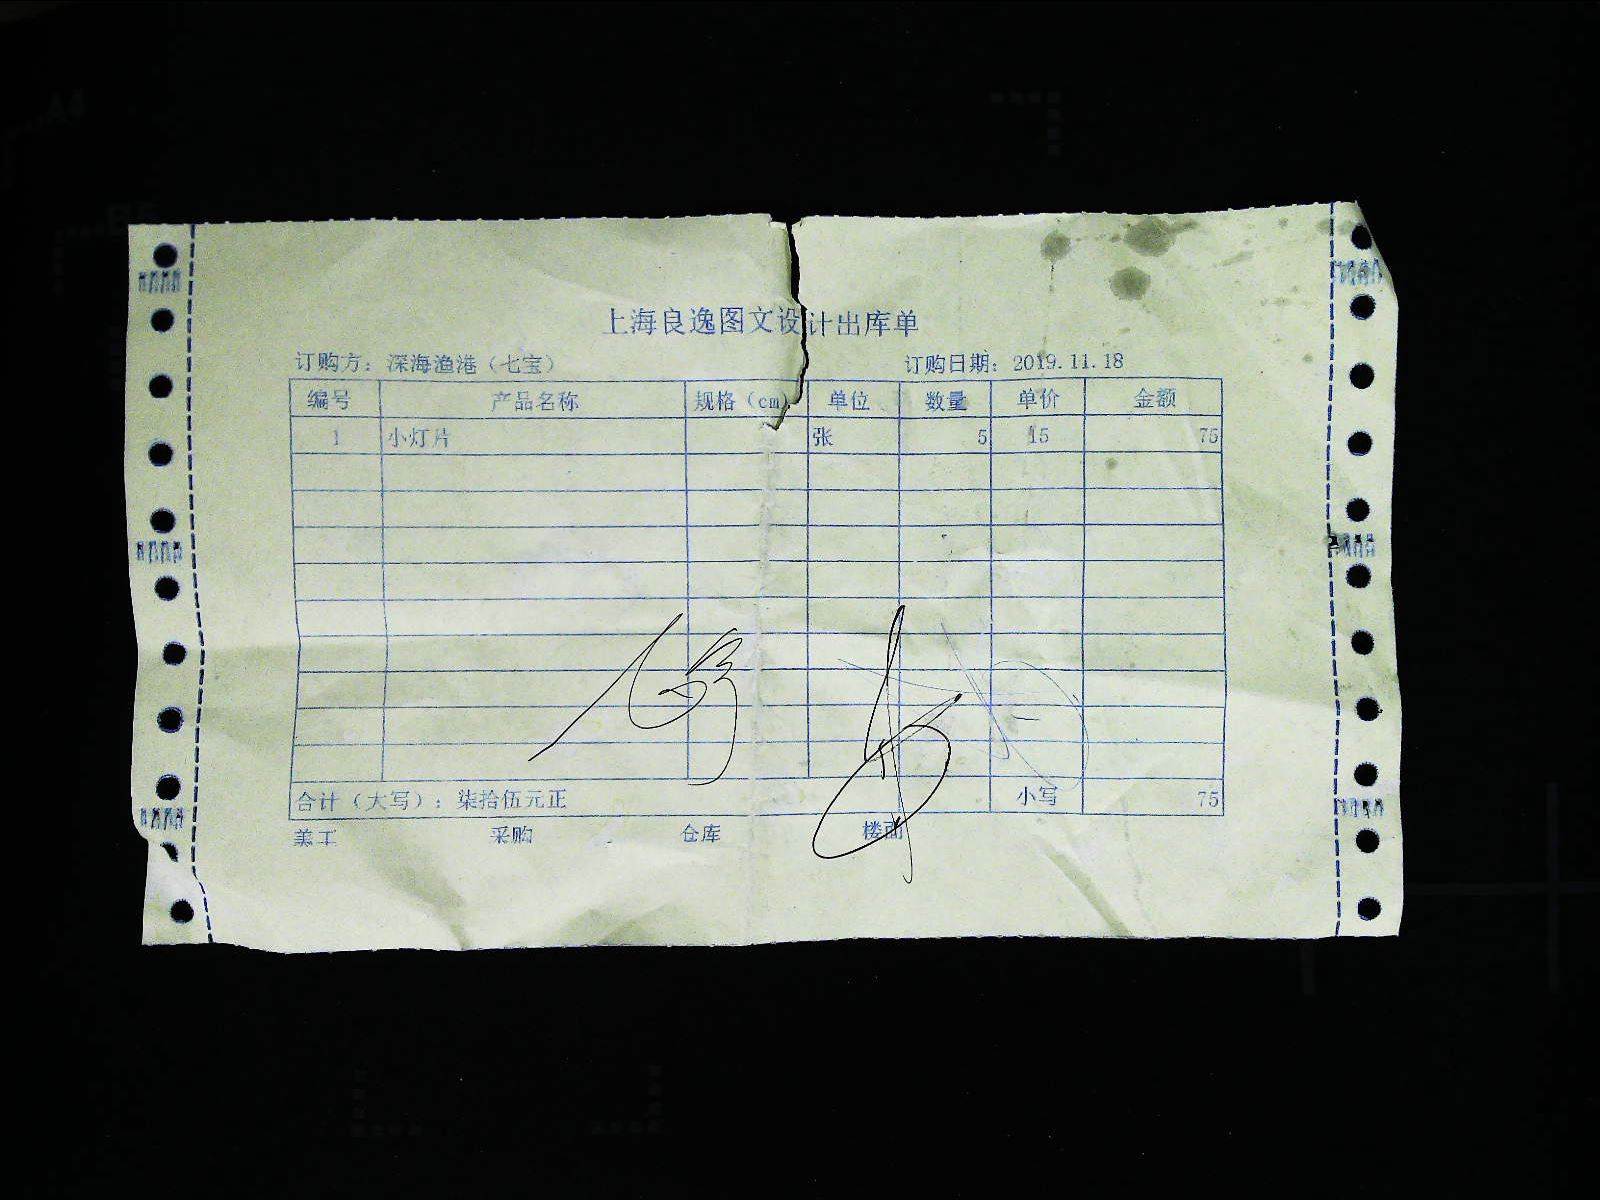 上海良逸图文设计出库单
订购方：深海渔港（七宝） 订购日期：2019.11.18
编号 产品名称 规格（cm） 单位 数量 单价 金额
1 小灯片 张 5 15 75
合计（大写）：柒拾伍元正 小写 75
美工 采购 仓库 楼面